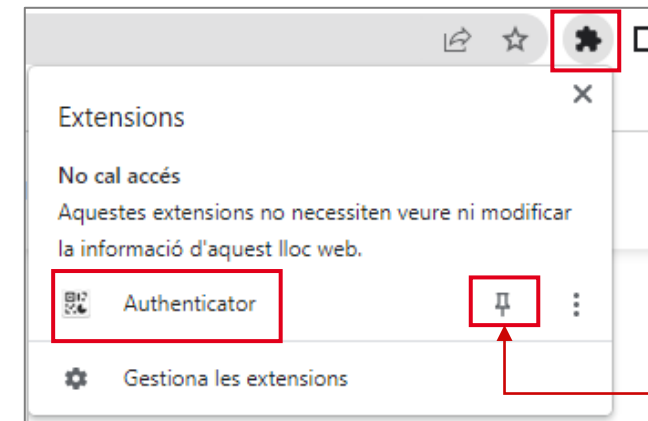 Extensions
No cal accés
Aquestes extensions no necessiten veure ni modificar
la informació d'aquest lloc web.
Authenticator
Gestiona les extensions